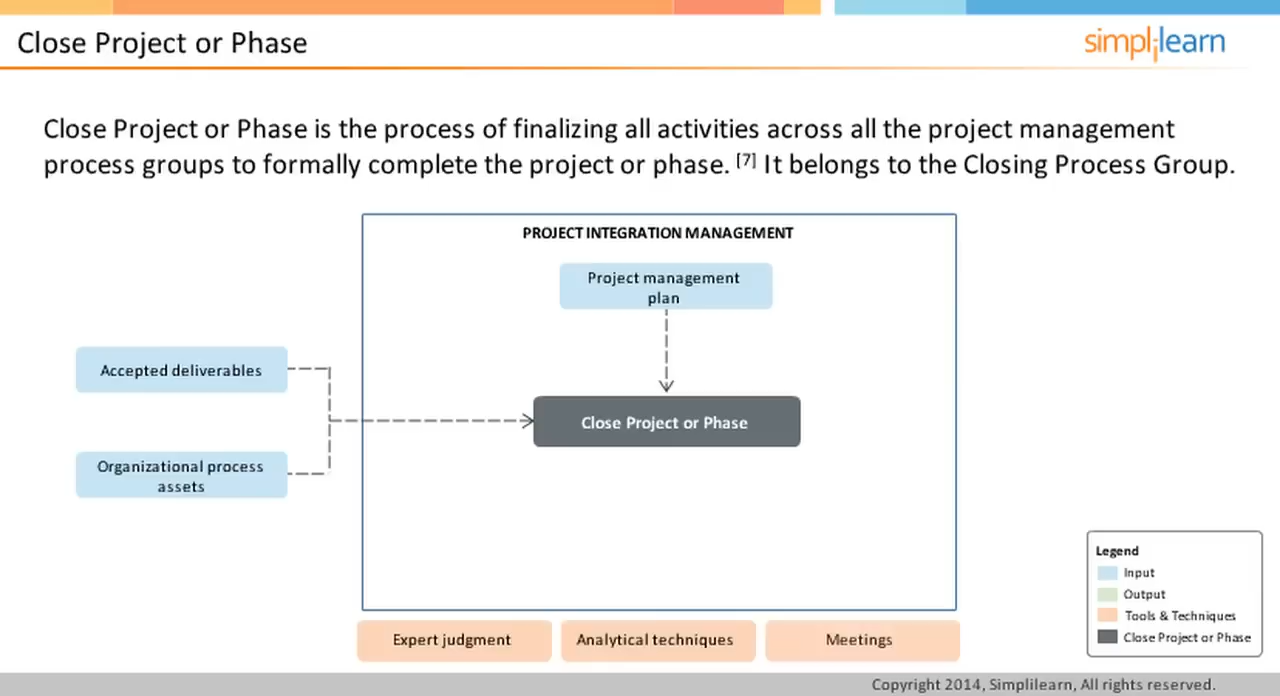 Close Project or Phase
simplilearn
Close Project or Phase is the process of finalizing all activities across all the project management
process groups to formally complete the project or phase. [7] It belongs to the Closing Process Group.
PROJECT INTEGRATION MANAGEMENT
Project management
plan
Accepted deliverables
Close Project or Phase
Organizational process
assets
Legend
Input
Output
Tools & Techniques
Close Project or Phase
Expert judgment
Analytical techniques
Meetings
Copyright 2014, Simplilearn, All rights reserved.